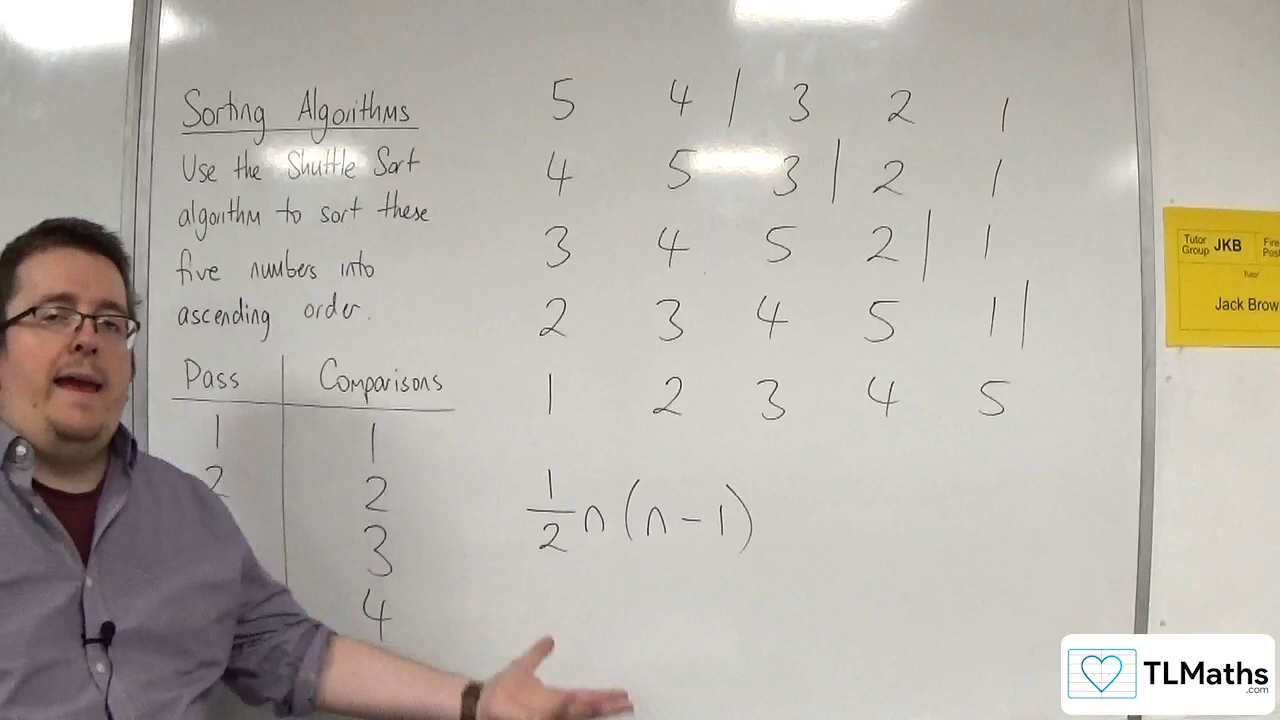 Sorting Algorithms
Use the Shuttle Sort
algorithm to sort these
five numbers into
ascending order.
Pass Comparisons
1 1
2 2
3
4
5 4 | 3 2 1
4 5 3 | 2 1
3 4 5 2 | 1
2 3 4 5 1 |
1 2 3 4 5
1/2 n (n - 1)
Tutor
Group JKB
Tutor
Jack Brow
TLMaths
.com